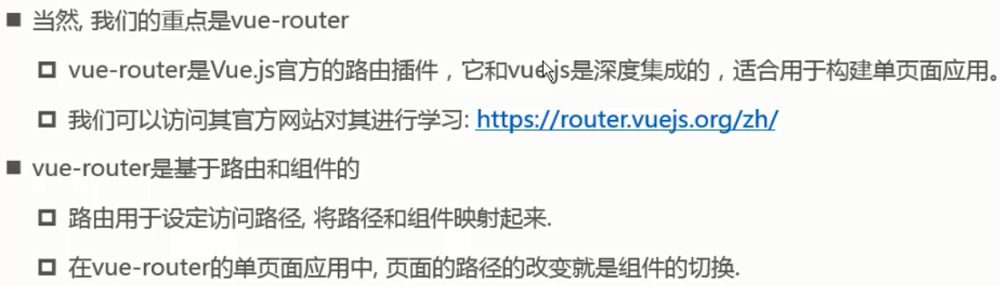 当然, 我们的重点是vue-router
vue-router是Vue.js官方的路由插件，它和vue.js是深度集成的，适合用于构建单页面应用。
我们可以访问其官方网站对其进行学习: https://router.vuejs.org/zh/
vue-router是基于路由和组件的
路由用于设定访问路径, 将路径和组件映射起来.
在vue-router的单页面应用中, 页面的路径的改变就是组件的切换.